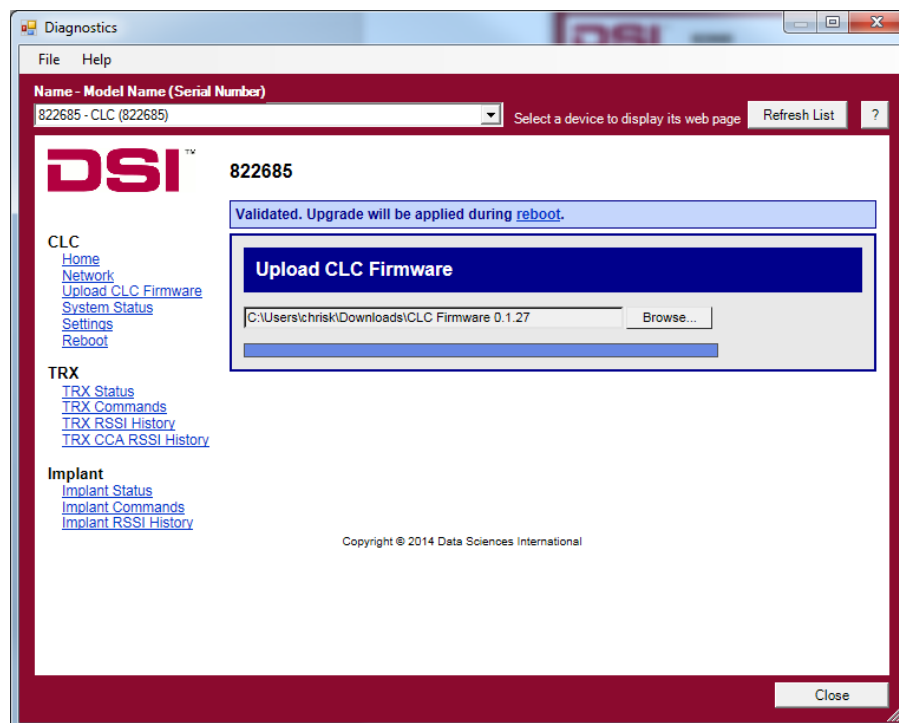 Diagnostics
File Help
Name - Model Name (Serial Number)
822685 - CLC (822685)
Select a device to display its web page
Refresh List
?
DSI™
822685
Validated. Upgrade will be applied during reboot.
CLC
Home
Network
Upload CLC Firmware
System Status
Settings
Reboot
Upload CLC Firmware
C:\Users\chrisk\Downloads\CLC Firmware 0.1.27
Browse...
TRX
TRX Status
TRX Commands
TRX RSSI History
TRX CCA RSSI History
Implant
Implant Status
Implant Commands
Implant RSSI History
Copyright © 2014 Data Sciences International
Close